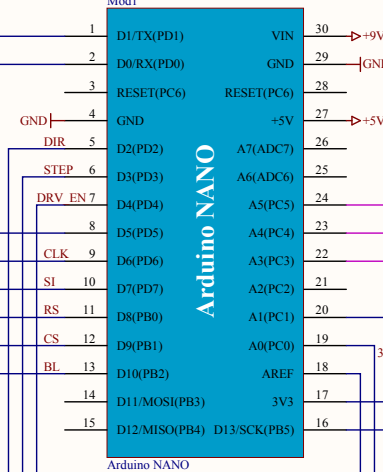 Mod1
1 D1/TX(PD1) VIN 30 +9V
2 D0/RX(PD0) GND 29 GND
3 RESET(PC6) RESET(PC6) 28
GND 4 GND +5V 27 +5V
DIR 5 D2(PD2) A7(ADC7) 26
STEP 6 D3(PD3) A6(ADC6) 25
DRV_EN 7 D4(PD4) A5(PC5) 24
8 D5(PD5) A4(PC4) 23
CLK 9 D6(PD6) A3(PC3) 22
SI 10 D7(PD7) A2(PC2) 21
RS 11 D8(PB0) A1(PC1) 20
CS 12 D9(PB1) A0(PC0) 19
3
BL 13 D10(PB2) AREF 18
14 D11/MOSI(PB3) 3V3 17
15 D12/MISO(PB4) D13/SCK(PB5) 16
Arduino NANO
Arduino NANO